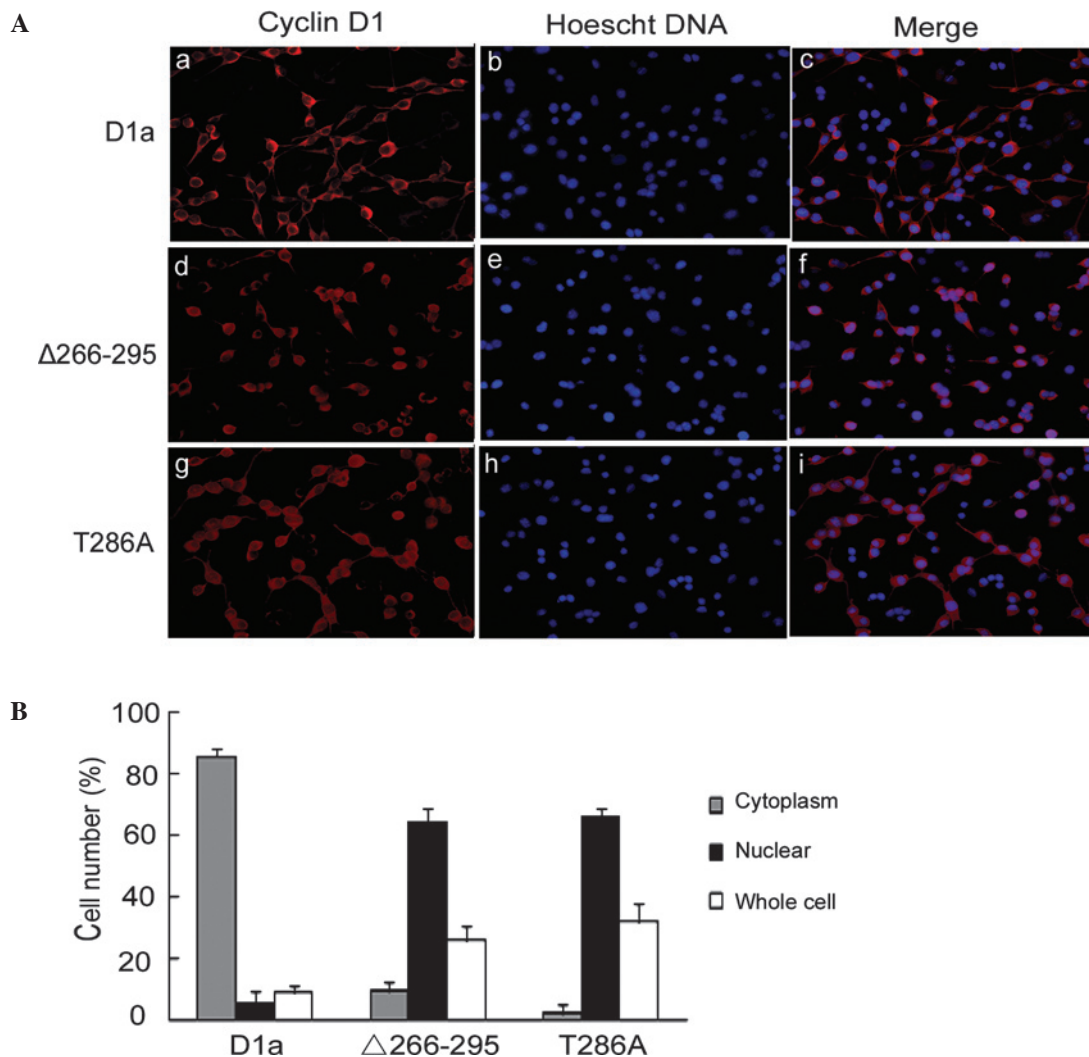 A
Cyclin D1 Hoescht DNA Merge
D1a a b c
Δ266-295 d e f
T286A g h i
B
100
80
60
40
20
0
Cell number (%)
Cytoplasm
Nuclear
Whole cell
D1a △266-295 T286A